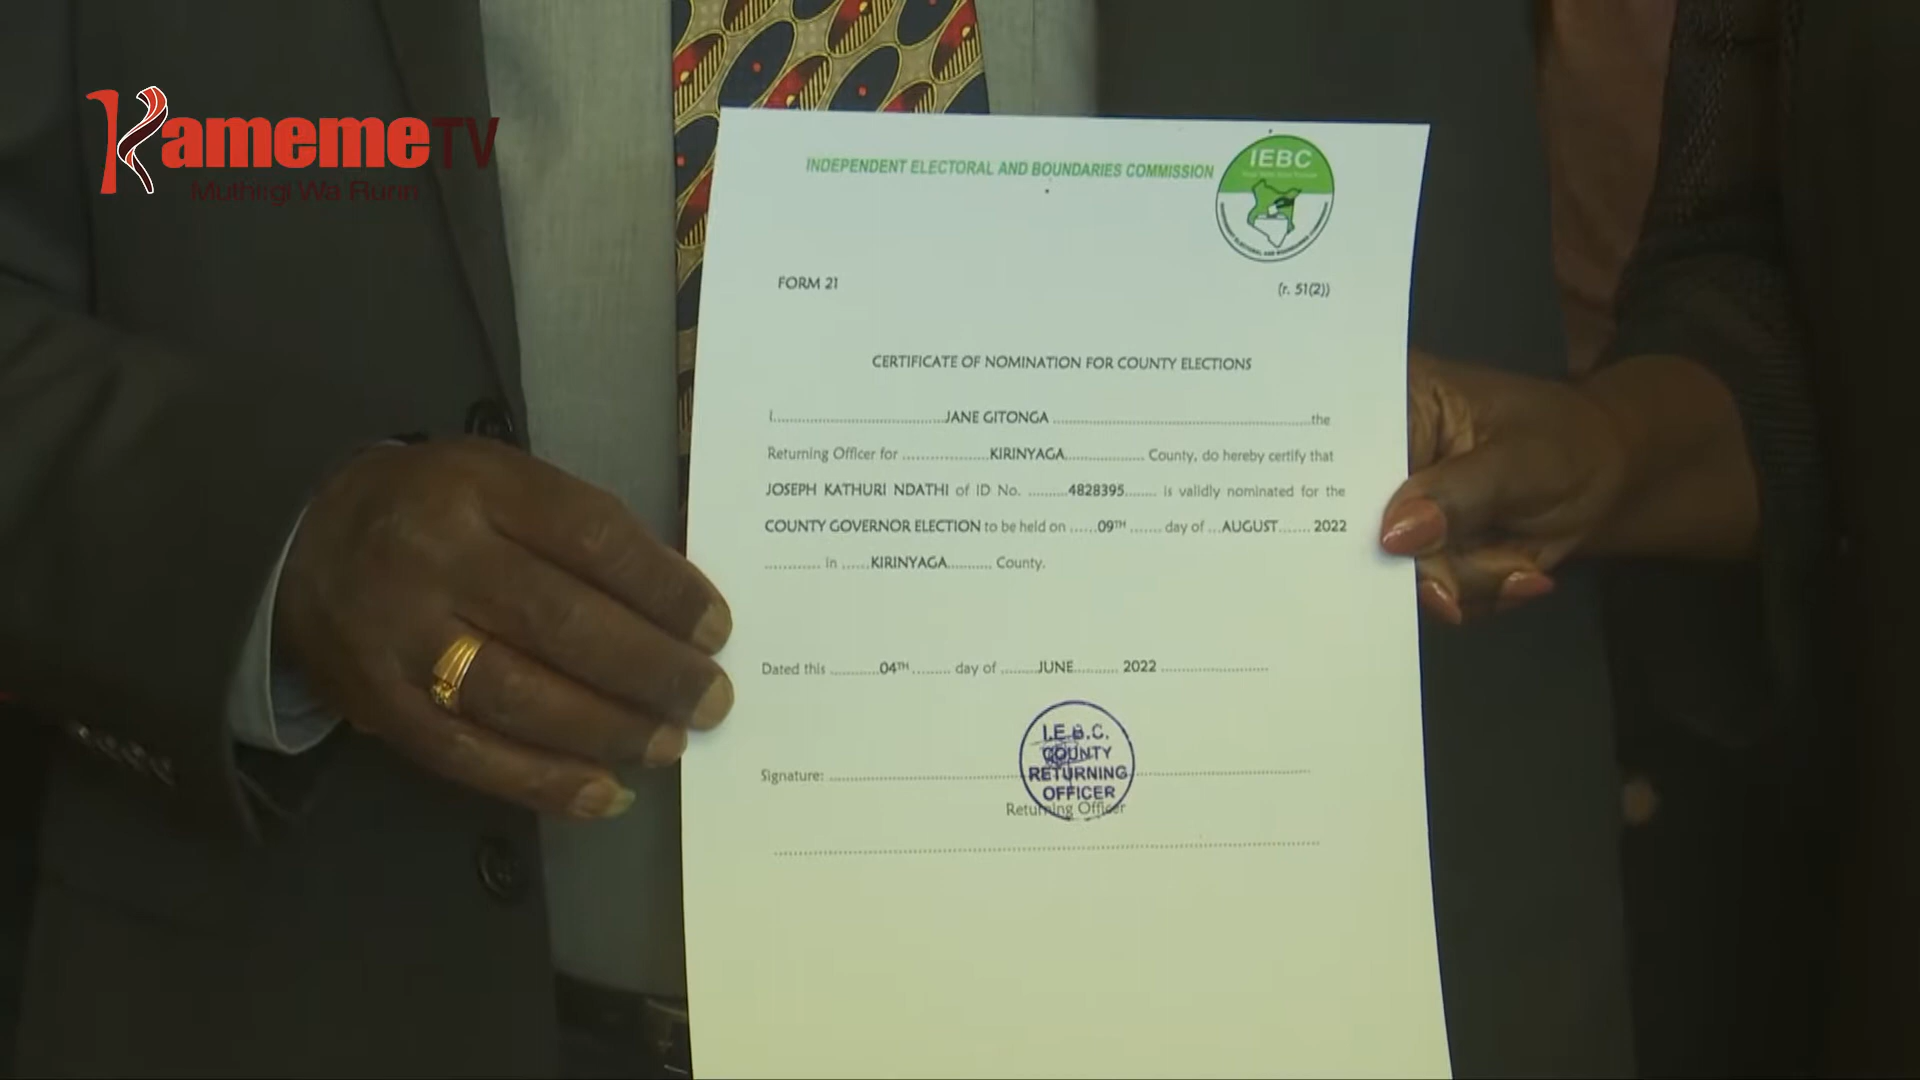 Kameme TV
INDEPENDENT ELECTORAL AND BOUNDARIES COMMISSION
IEBC
FORM 21
(r. 51(2))
CERTIFICATE OF NOMINATION FOR COUNTY ELECTIONS
I..............................JANE GITONGA ..............................the
Returning Officer for ..................KIRINYAGA.................. County, do hereby certify that
JOSEPH KATHURI NDATHI of ID No. .........4828395....... is validly nominated for the
COUNTY GOVERNOR ELECTION to be held on ......09TH ....... day of ...AUGUST....... 2022
............ in ......KIRINYAGA.......... County.
Dated this ...........04TH ........ day of ........JUNE.......... 2022 ......................
I.E.B.C.
COUNTY
RETURNING
OFFICER
Signature: ..............................
Returning Officer